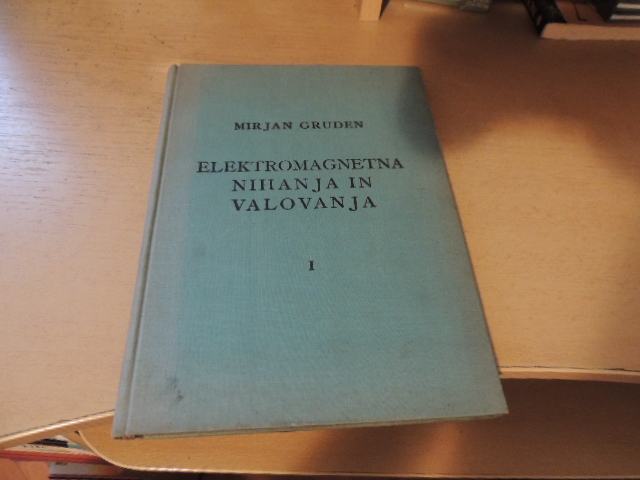 MIRJAN GRUDEN
ELEKTROMAGNETNA
NIHANJA IN
VALOVANJA
I